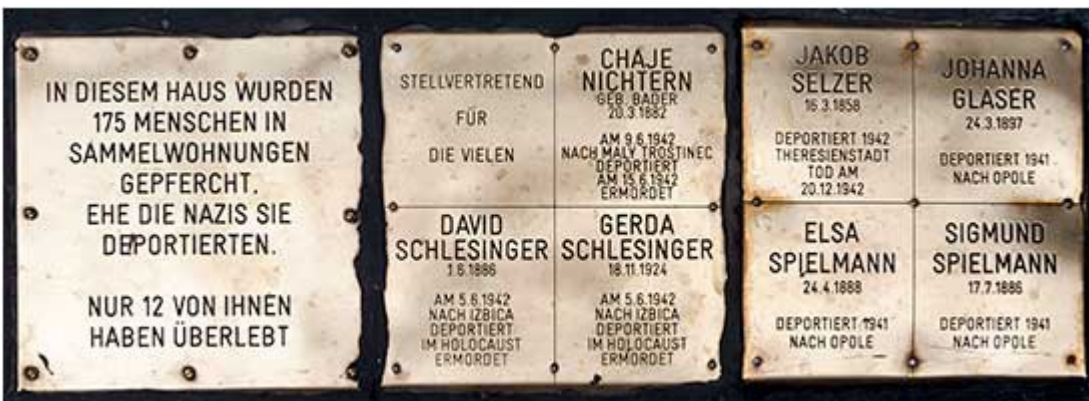 IN DIESEM HAUS WURDEN
175 MENSCHEN IN
SAMMELWOHNUNGEN
GEPFERCHT,
EHE DIE NAZIS SIE
DEPORTIERTEN.
NUR 12 VON IHNEN
HABEN ÜBERLEBT
STELLVERTRETEND
FÜR
DIE VIELEN
CHAJE
NICHTERN
GEB. BADER
20.3.1882
AM 9.6.1942
NACH MALY TROSTINEC
DEPORTIERT
AM 15.6.1942
ERMORDET
DAVID
SCHLESINGER
3.6.1886
AM 5.6.1942
NACH IZBICA
DEPORTIERT
IM HOLOCAUST
ERMORDET
GERDA
SCHLESINGER
18.11.1924
AM 5.6.1942
NACH IZBICA
DEPORTIERT
IM HOLOCAUST
ERMORDET
JAKOB
SELZER
16.3.1858
DEPORTIERT 1942
THERESIENSTADT
TOD AM
20.12.1942
JOHANNA
GLASER
24.3.1897
DEPORTIERT 1941
NACH OPOLE
ELSA
SPIELMANN
24.4.1888
DEPORTIERT 1941
NACH OPOLE
SIGMUND
SPIELMANN
17.7.1886
DEPORTIERT 1941
NACH OPOLE